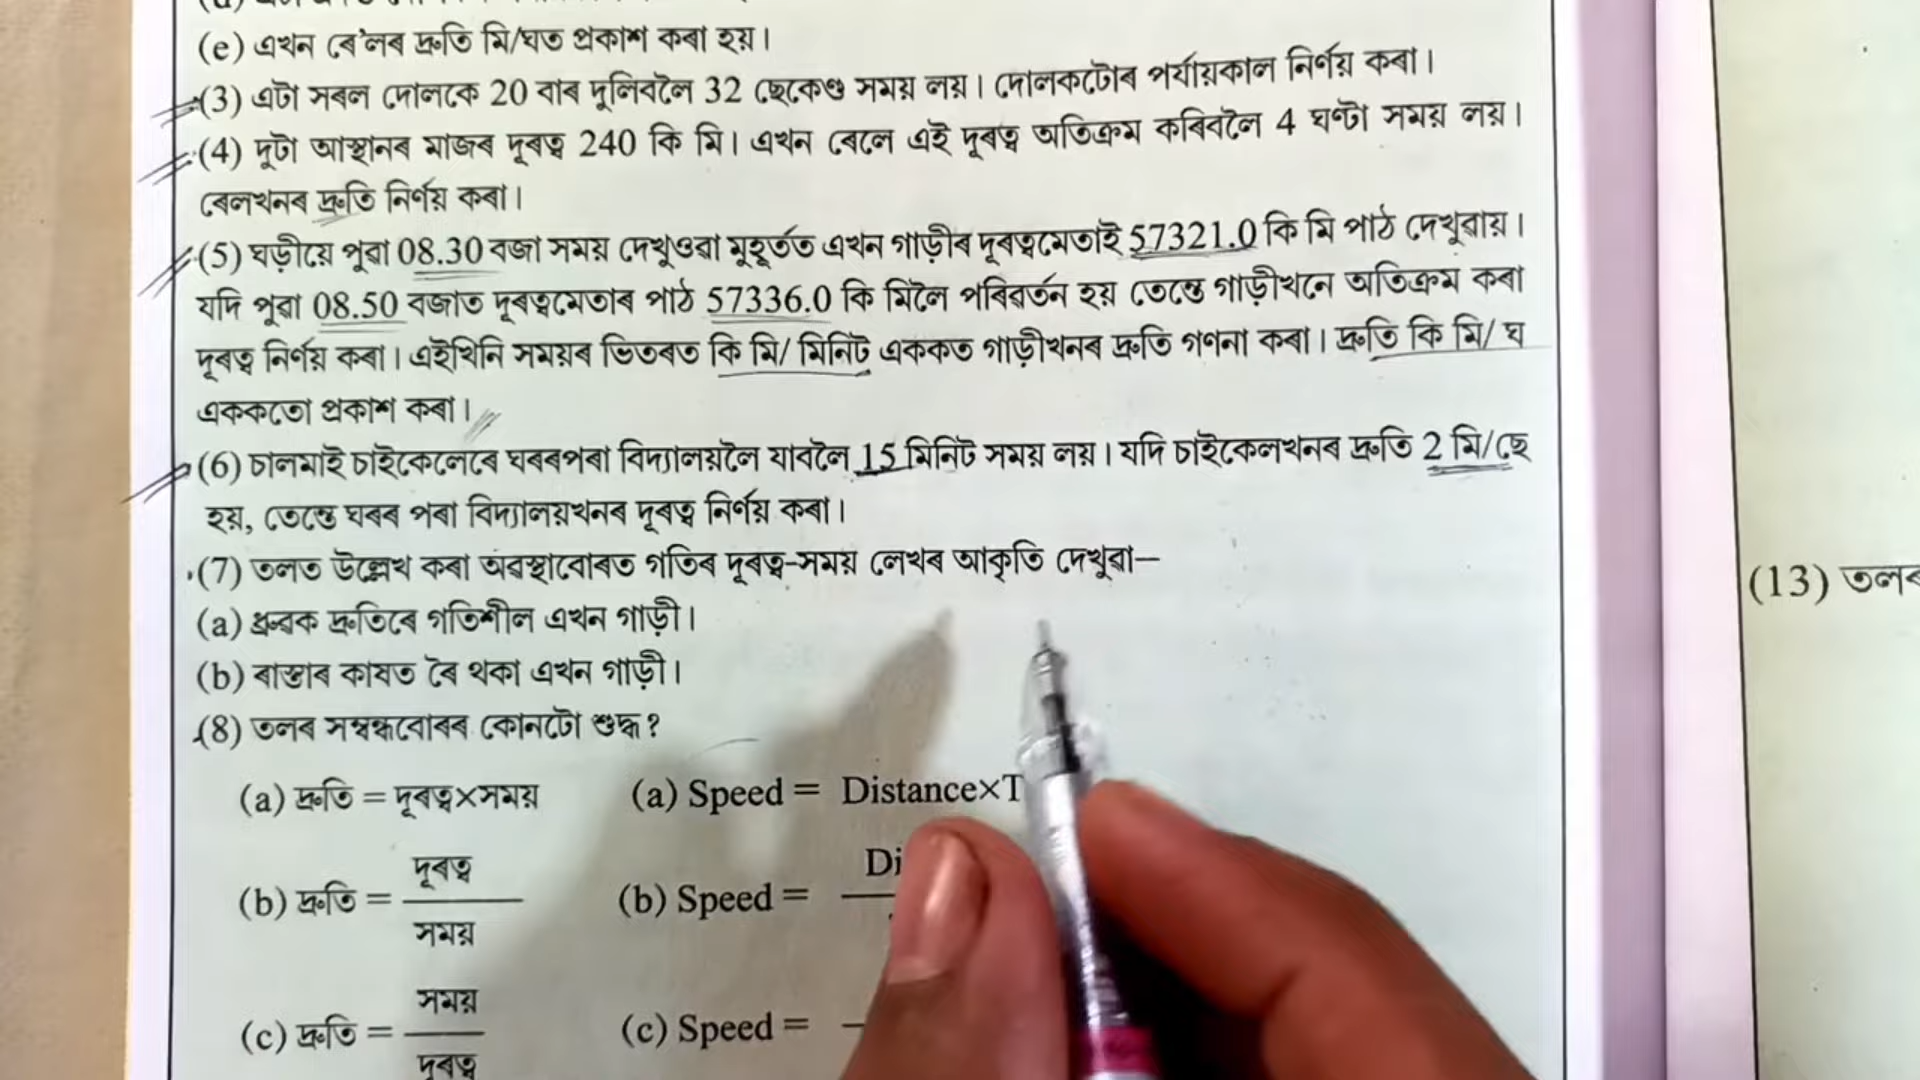 (e) এখন ৰে'লৰ দ্ৰুতি মি/ঘত প্ৰকাশ কৰা হয়।
(3) এটা সৰল দোলকে 20 বাৰ দুলিবলৈ 32 ছেকেণ্ড সময় লয়। দোলকটোৰ পৰ্যায়কাল নিৰ্ণয় কৰা।
(4) দুটা আস্থানৰ মাজৰ দূৰত্ব 240 কি মি। এখন ৰেলে এই দূৰত্ব অতিক্ৰম কৰিবলৈ 4 ঘণ্টা সময় লয়।
ৰেলখনৰ দ্ৰুতি নিৰ্ণয় কৰা।
(5) ঘড়ীয়ে পুৱা 08.30 বজা সময় দেখুওৱা মুহূৰ্তত এখন গাড়ীৰ দূৰত্বমেতাই 57321.0 কি মি পাঠ দেখুৱায়।
যদি পুৱা 08.50 বজাত দূৰত্বমেতাৰ পাঠ 57336.0 কি মিলৈ পৰিৱৰ্তন হয় তেন্তে গাড়ীখনে অতিক্ৰম কৰা
দূৰত্ব নিৰ্ণয় কৰা। এইখিনি সময়ৰ ভিতৰত কি মি/ মিনিট এককত গাড়ীখনৰ দ্ৰুতি গণনা কৰা। দ্ৰুতি কি মি/ ঘ
এককতো প্ৰকাশ কৰা।
(6) চালমাই চাইকেলেৰে ঘৰৰপৰা বিদ্যালয়লৈ যাবলৈ 15 মিনিট সময় লয়। যদি চাইকেলখনৰ দ্ৰুতি 2 মি/ছে
হয়, তেন্তে ঘৰৰ পৰা বিদ্যালয়খনৰ দূৰত্ব নিৰ্ণয় কৰা।
(7) তলত উল্লেখ কৰা অৱস্থাবোৰত গতিৰ দূৰত্ব-সময় লেখৰ আকৃতি দেখুৱা—
(a) ধ্ৰুৱক দ্ৰুতিৰে গতিশীল এখন গাড়ী।
(b) ৰাস্তাৰ কাষত ৰৈ থকা এখন গাড়ী।
(8) তলৰ সম্বন্ধবোৰৰ কোনটো শুদ্ধ?
(a) দ্ৰুতি = দূৰত্ব×সময় (a) Speed = Distance×T
(b) দ্ৰুতি = দূৰত্ব
সময়
(b) Speed = Di
(c) দ্ৰুতি = সময়
দূৰত্ব
(c) Speed =
(13) তলৰ